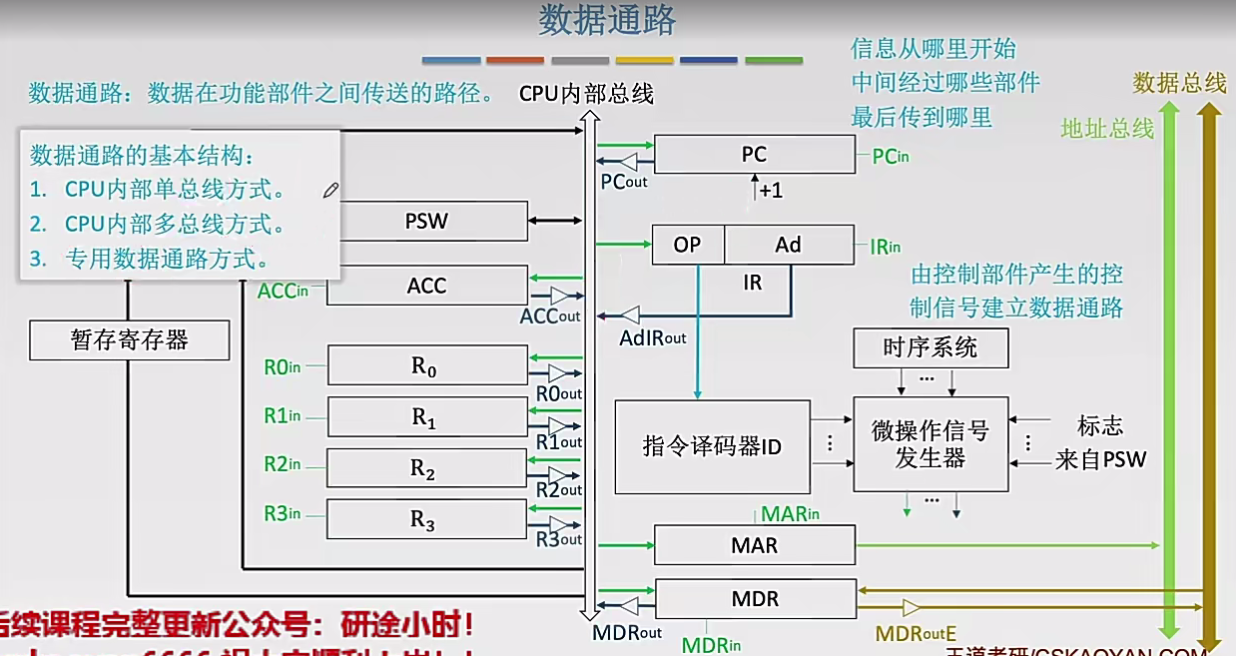 数据通路
信息从哪里开始
中间经过哪些部件
最后传到哪里
数据总线
地址总线
数据通路：数据在功能部件之间传送的路径。
CPU内部总线
数据通路的基本结构：
1. CPU内部单总线方式。
2. CPU内部多总线方式。
3. 专用数据通路方式。
PC
PCin
PCout
+1
PSW
OP
Ad
IRin
IR
ACCin
ACC
ACCout
AdIRout
由控制部件产生的控
制信号建立数据通路
暂存寄存器
时序系统
...
R0in
R0
R0out
R1in
R1
R1out
R2in
R2
R2out
R3in
R3
R3out
指令译码器ID
...
微操作信号
发生器
...
标志
来自PSW
...
MARin
MAR
MDR
MDRout
MDRin
MDRoutE
后续课程完整更新公众号：研途小时！
王道考研/CSKAOYAN.COM